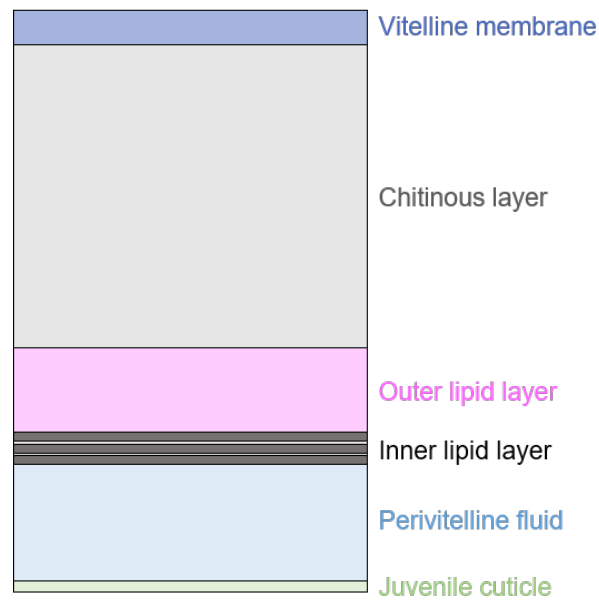 Vitelline membrane
Chitinous layer
Outer lipid layer
Inner lipid layer
Perivitelline fluid
Juvenile cuticle